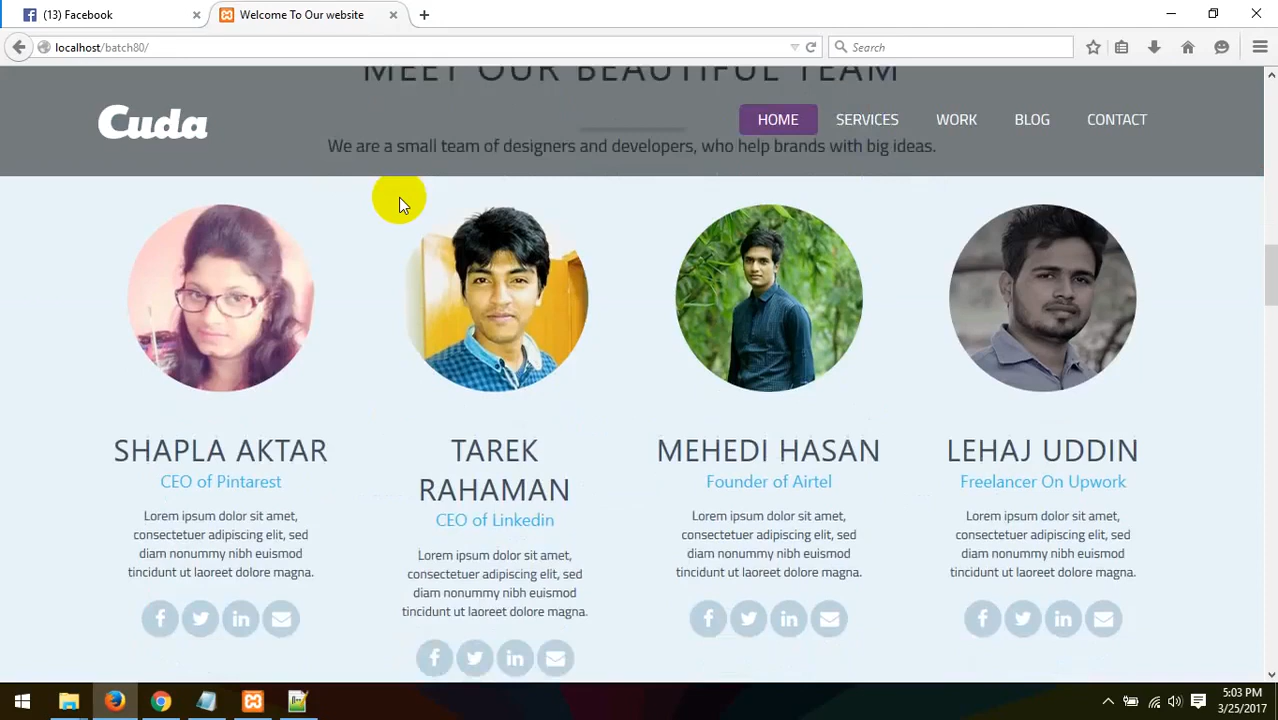 (13) Facebook
Welcome To Our website
localhost/batch80/
Search
MEET OUR BEAUTIFUL TEAM
Cuda
HOME
SERVICES
WORK
BLOG
CONTACT
We are a small team of designers and developers, who help brands with big ideas.
SHAPLA AKTAR
CEO of Pintarest
Lorem ipsum dolor sit amet,
consectetuer adipiscing elit, sed
diam nonummy nibh euismod
tincidunt ut laoreet dolore magna.
TAREK
RAHAMAN
CEO of Linkedin
Lorem ipsum dolor sit amet,
consectetuer adipiscing elit, sed
diam nonummy nibh euismod
tincidunt ut laoreet dolore magna.
MEHEDI HASAN
Founder of Airtel
Lorem ipsum dolor sit amet,
consectetuer adipiscing elit, sed
diam nonummy nibh euismod
tincidunt ut laoreet dolore magna.
LEHAJ UDDIN
Freelancer On Upwork
Lorem ipsum dolor sit amet,
consectetuer adipiscing elit, sed
diam nonummy nibh euismod
tincidunt ut laoreet dolore magna.
5:03 PM
3/25/2017